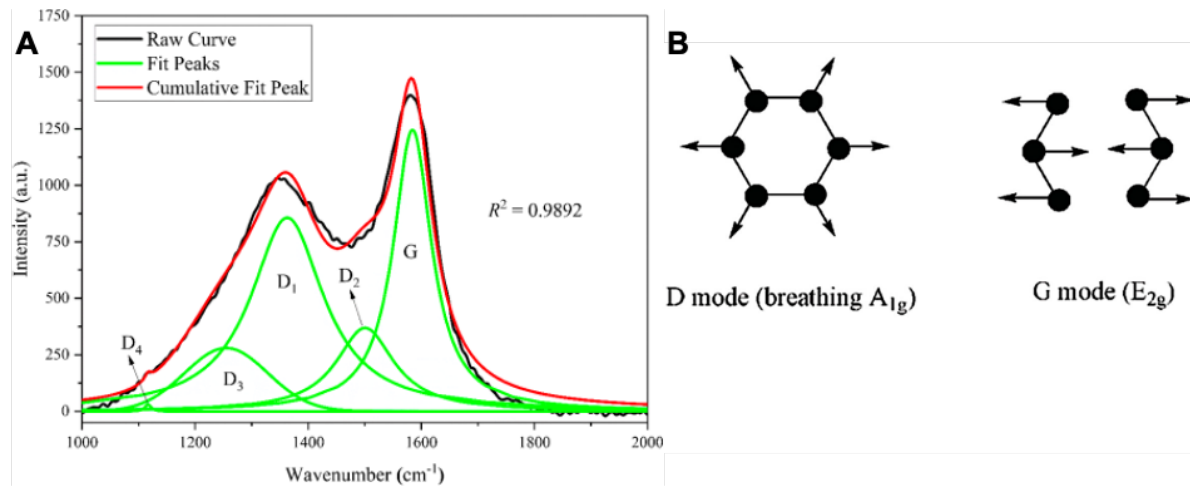 A
1750
1500
1250
1000
750
500
250
0
Intensity (a.u.)
Raw Curve
Fit Peaks
Cumulative Fit Peak
R² = 0.9892
D₄
D₃
D₁
D₂
G
1000 1200 1400 1600 1800 2000
Wavenumber (cm⁻¹)
B
D mode (breathing A₁g)
G mode (E₂g)